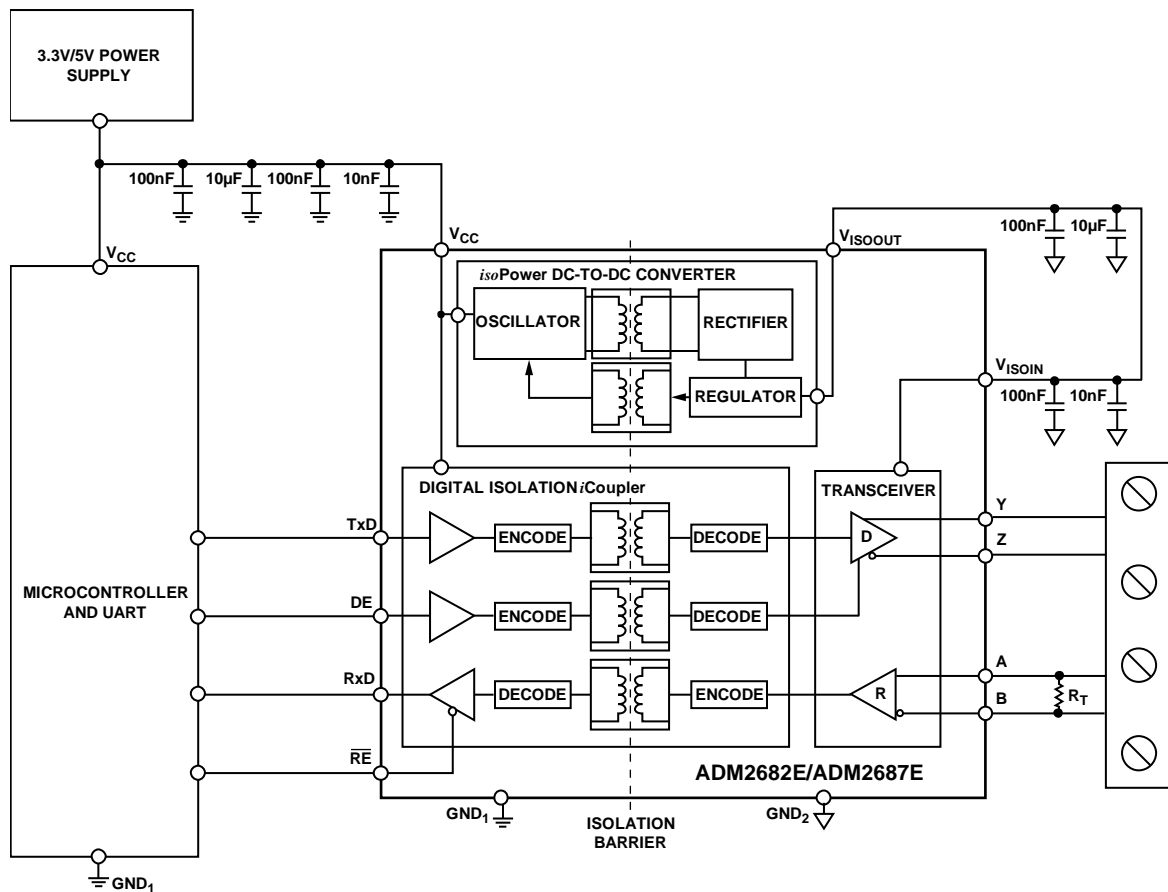 3.3V/5V POWER
SUPPLY
100nF
10µF
100nF
10nF
100nF
10µF
VCC
VCC
VISOOUT
isoPower DC-TO-DC CONVERTER
OSCILLATOR
RECTIFIER
REGULATOR
VISOIN
100nF
10nF
DIGITAL ISOLATION iCoupler
TRANSCEIVER
TxD
ENCODE
DECODE
D
Y
Z
MICROCONTROLLER
AND UART
DE
ENCODE
DECODE
RxD
DECODE
ENCODE
R
A
B
RT
RE
ADM2682E/ADM2687E
GND1
ISOLATION
BARRIER
GND2
GND1